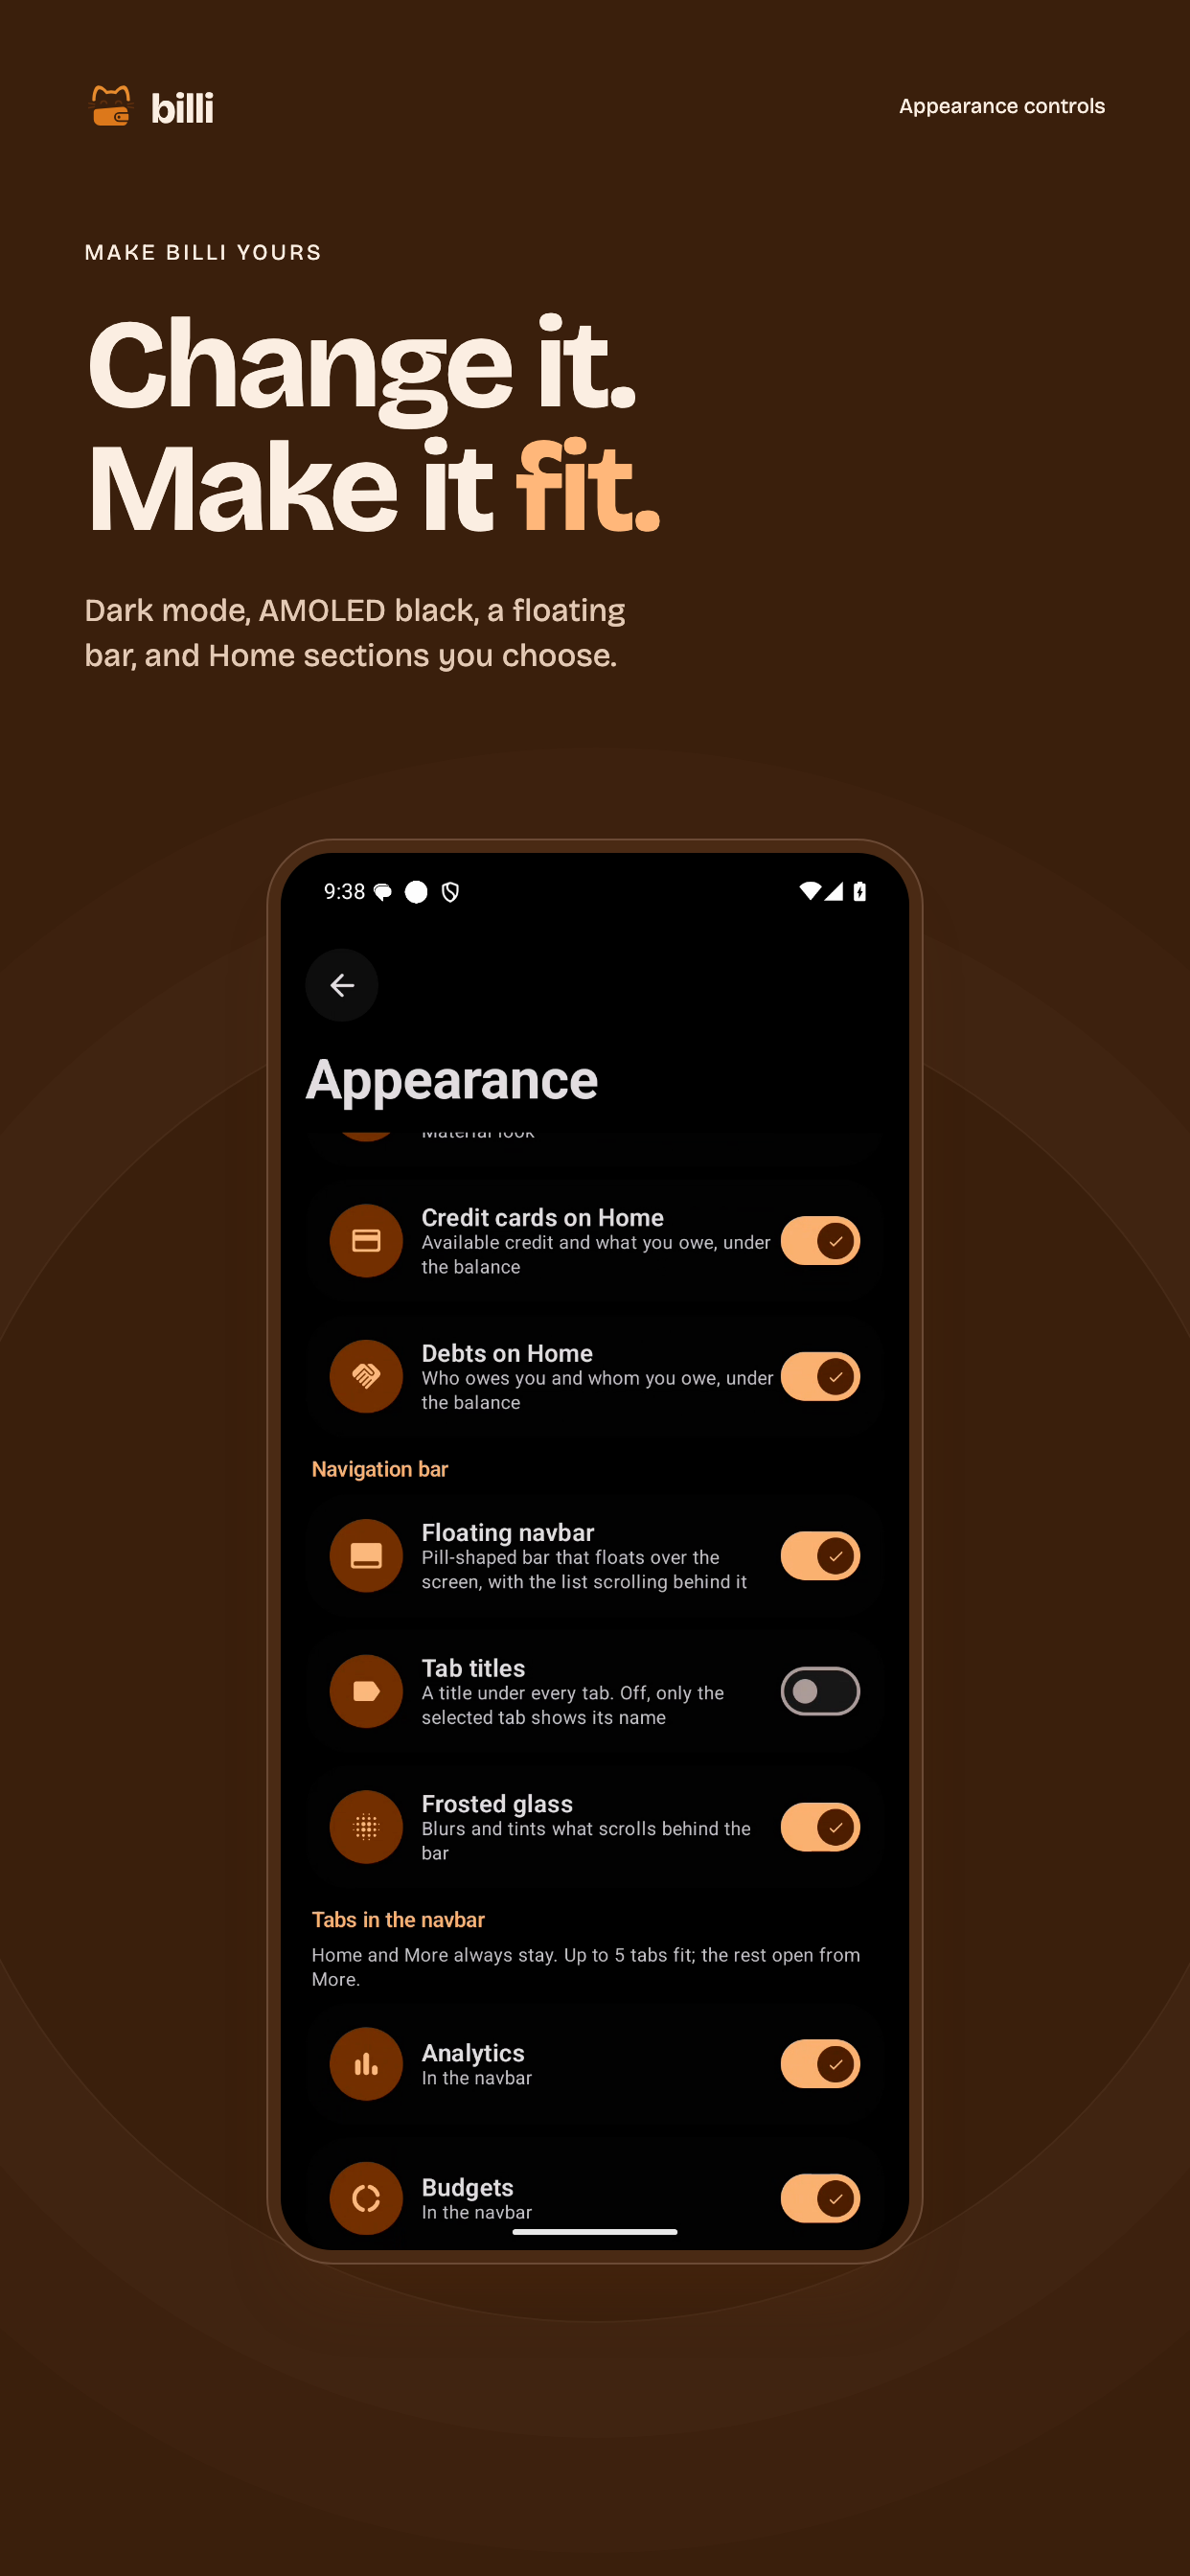 billi
Appearance controls
MAKE BILLI YOURS
Change it.
Make it fit.
Dark mode, AMOLED black, a floating
bar, and Home sections you choose.
9:38
Appearance
Material look
Credit cards on Home
Available credit and what you owe, under
the balance
Debts on Home
Who owes you and whom you owe, under
the balance
Navigation bar
Floating navbar
Pill-shaped bar that floats over the
screen, with the list scrolling behind it
Tab titles
A title under every tab. Off, only the
selected tab shows its name
Frosted glass
Blurs and tints what scrolls behind the
bar
Tabs in the navbar
Home and More always stay. Up to 5 tabs fit; the rest open from
More.
Analytics
In the navbar
Budgets
In the navbar